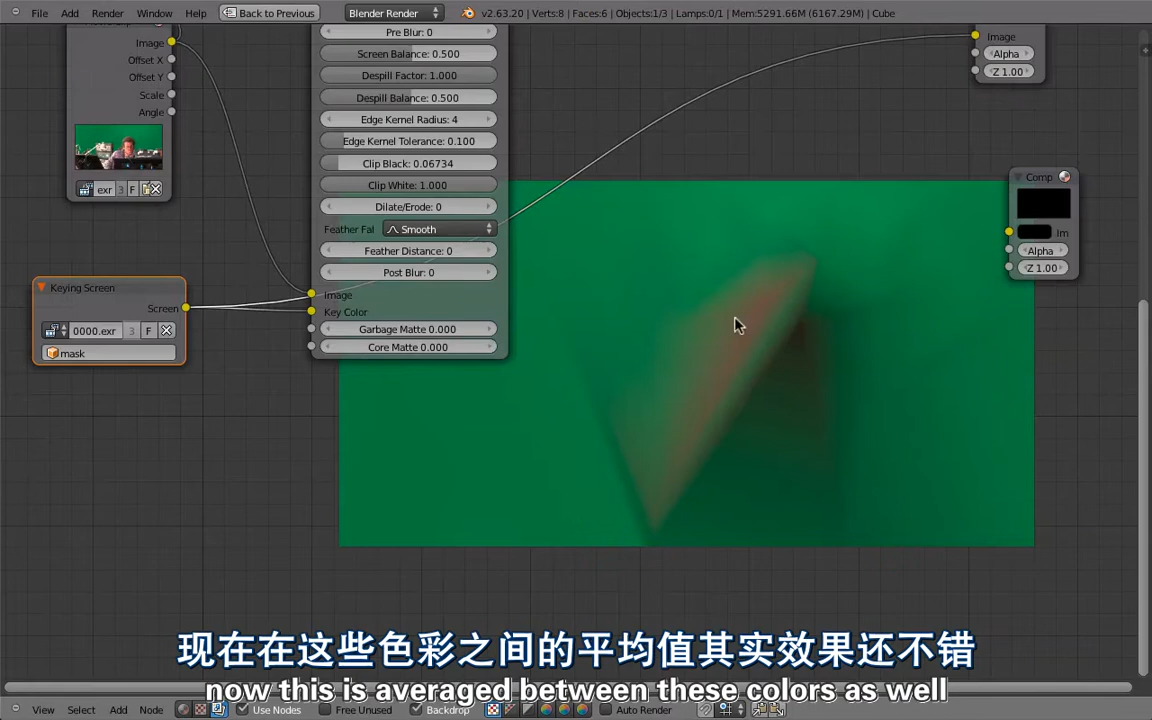 File Add Render Window Help Back to Previous Blender Render v2.63.20 | Verts:8 | Faces:6 | Objects:1/3 | Lamps:0/1 | Mem:5291.66M (6167.29M) | Cube
Image
Offset X
Offset Y
Scale
Angle
exr 3 F
Pre Blur: 0
Screen Balance: 0.500
Despill Factor: 1.000
Despill Balance: 0.500
Edge Kernel Radius: 4
Edge Kernel Tolerance: 0.100
Clip Black: 0.06734
Clip White: 1.000
Dilate/Erode: 0
Feather Fal Smooth
Feather Distance: 0
Post Blur: 0
Image
Key Color
Garbage Matte 0.000
Core Matte 0.000
Keying Screen
Screen
0000.exr 3 F
mask
Image
Alpha
Z 1.00
Comp
Im
Alpha
Z 1.00
现在在这些色彩之间的平均值其实效果还不错
now this is averaged between these colors as well
View Select Add Node Use Nodes Free Unused Backdrop Auto Render